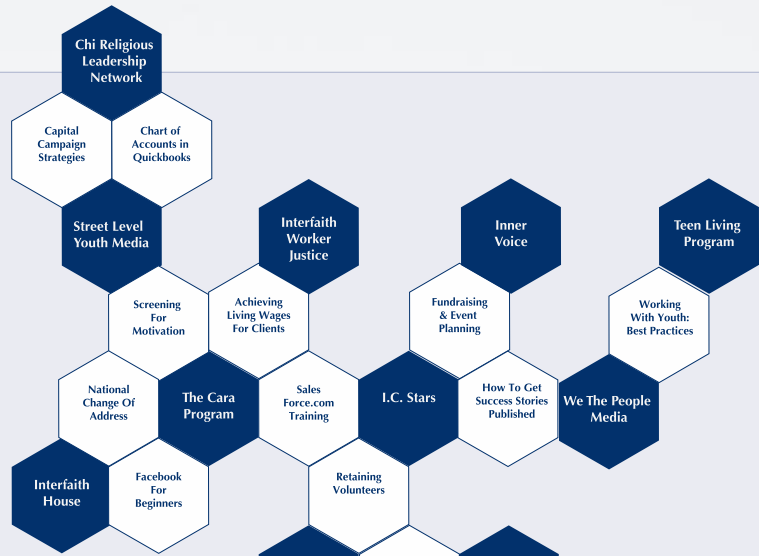 Chi Religious
Leadership
Network
Capital
Campaign
Strategies
Chart of
Accounts in
Quickbooks
Street Level
Youth Media
Interfaith
Worker
Justice
Inner
Voice
Teen Living
Program
Screening
For
Motivation
Achieving
Living Wages
For Clients
Fundraising
& Event
Planning
Working
With Youth:
Best Practices
National
Change Of
Address
The Cara
Program
Sales
Force.com
Training
I.C. Stars
How To Get
Success Stories
Published
We The People
Media
Interfaith
House
Facebook
For
Beginners
Retaining
Volunteers